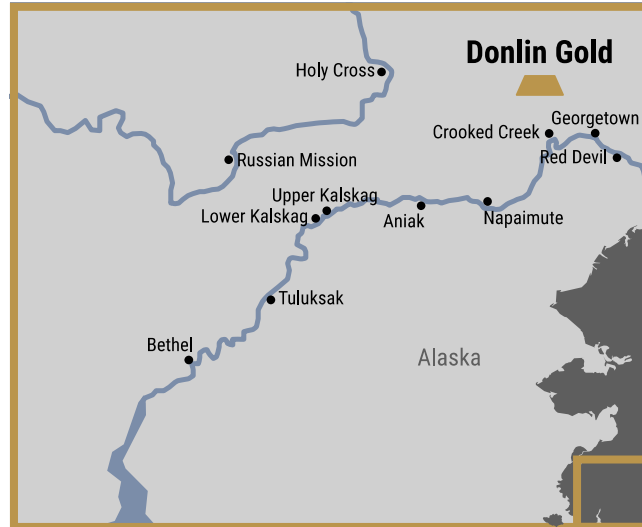 Donlin Gold
Holy Cross
Georgetown
Crooked Creek
Red Devil
Russian Mission
Upper Kalskag
Lower Kalskag
Aniak
Napaimute
Tuluksak
Bethel
Alaska